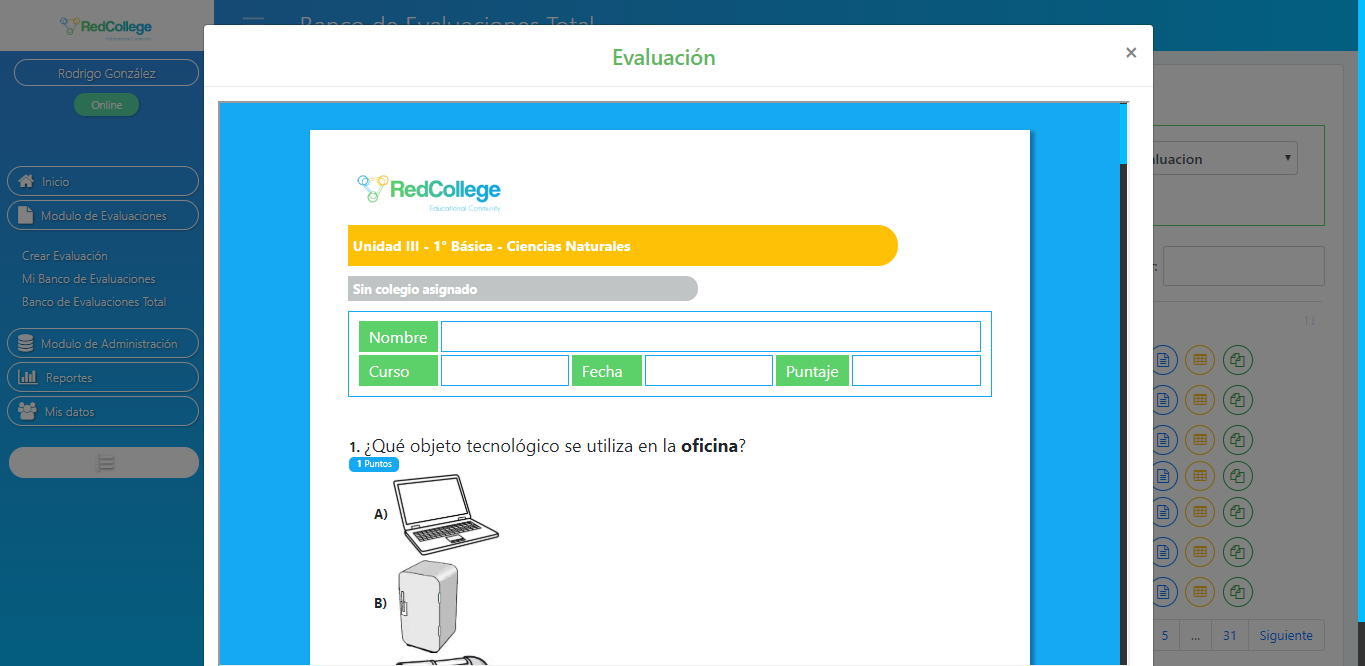 RedCollege
Educational Community
Banco de Evaluaciones Total
Rodrigo González
Online
Inicio
Modulo de Evaluaciones
Crear Evaluación
Mi Banco de Evaluaciones
Banco de Evaluaciones Total
Modulo de Administración
Reportes
Mis datos
Evaluación
×
RedCollege
Educational Community
Unidad III - 1° Básica - Ciencias Naturales
Sin colegio asignado
Nombre
Curso Fecha Puntaje
1. ¿Qué objeto tecnológico se utiliza en la oficina?
1 Puntos
A)
B)
luacion
:
5 ... 31 Siguiente